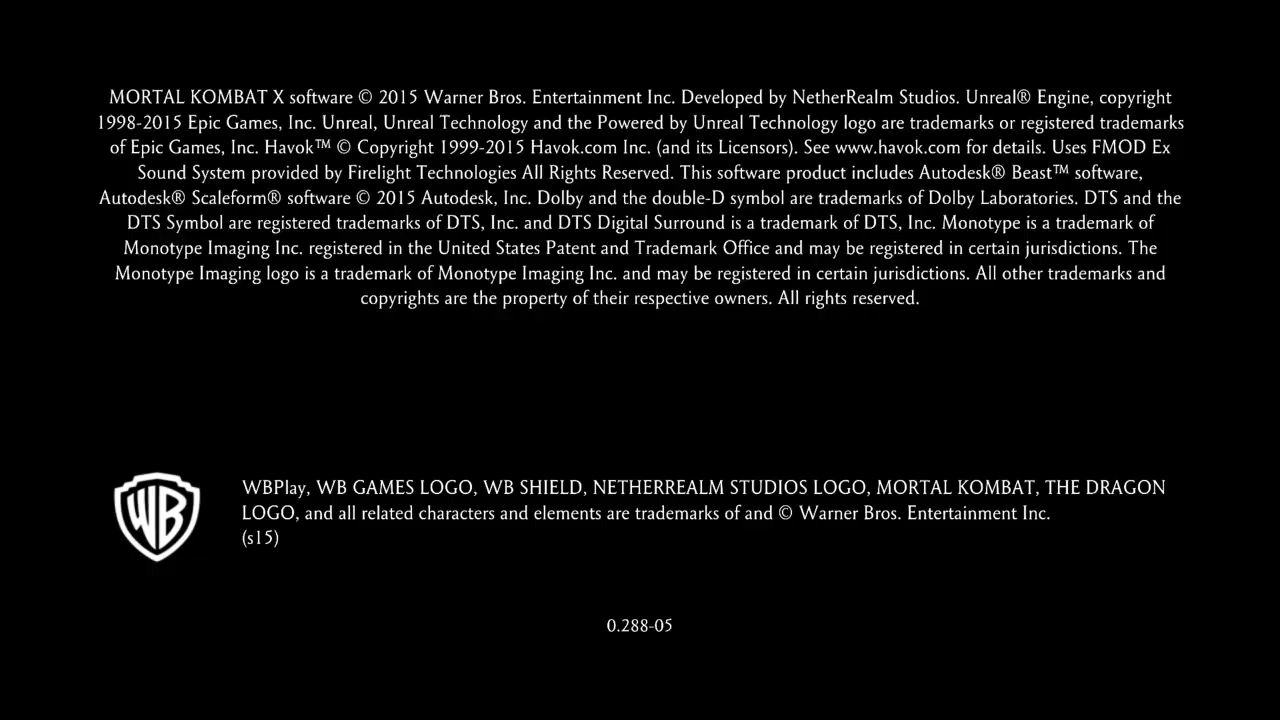 MORTAL KOMBAT X software © 2015 Warner Bros. Entertainment Inc. Developed by NetherRealm Studios. Unreal® Engine, copyright
1998-2015 Epic Games, Inc. Unreal, Unreal Technology and the Powered by Unreal Technology logo are trademarks or registered trademarks
of Epic Games, Inc. Havok™ © Copyright 1999-2015 Havok.com Inc. (and its Licensors). See www.havok.com for details. Uses FMOD Ex
Sound System provided by Firelight Technologies All Rights Reserved. This software product includes Autodesk® Beast™ software,
Autodesk® Scaleform® software © 2015 Autodesk, Inc. Dolby and the double-D symbol are trademarks of Dolby Laboratories. DTS and the
DTS Symbol are registered trademarks of DTS, Inc. and DTS Digital Surround is a trademark of DTS, Inc. Monotype is a trademark of
Monotype Imaging Inc. registered in the United States Patent and Trademark Office and may be registered in certain jurisdictions. The
Monotype Imaging logo is a trademark of Monotype Imaging Inc. and may be registered in certain jurisdictions. All other trademarks and
copyrights are the property of their respective owners. All rights reserved.
WB
WBPlay, WB GAMES LOGO, WB SHIELD, NETHERREALM STUDIOS LOGO, MORTAL KOMBAT, THE DRAGON
LOGO, and all related characters and elements are trademarks of and © Warner Bros. Entertainment Inc.
(s15)
0.288-05